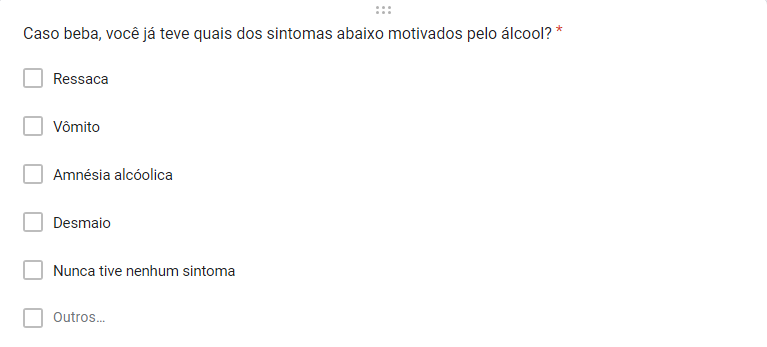 Caso beba, você já teve quais dos sintomas abaixo motivados pelo álcool? *
Ressaca
Vômito
Amnésia alcóolica
Desmaio
Nunca tive nenhum sintoma
Outros...